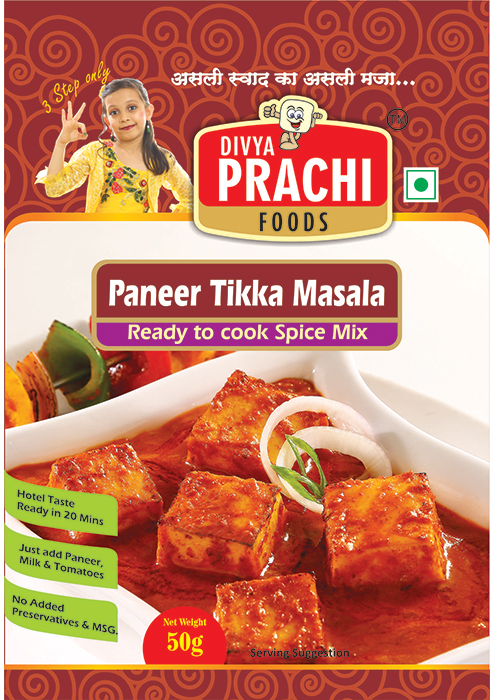 3 Step only
असली स्वाद का असली मजा...
DIVYA
PRACHI
FOODS
TM
Paneer Tikka Masala
Ready to cook Spice Mix
Hotel Taste
Ready in 20 Mins
Just add Paneer,
Milk & Tomatoes
No Added
Preservatives & MSG.
Net Weight
50g
Serving Suggestion